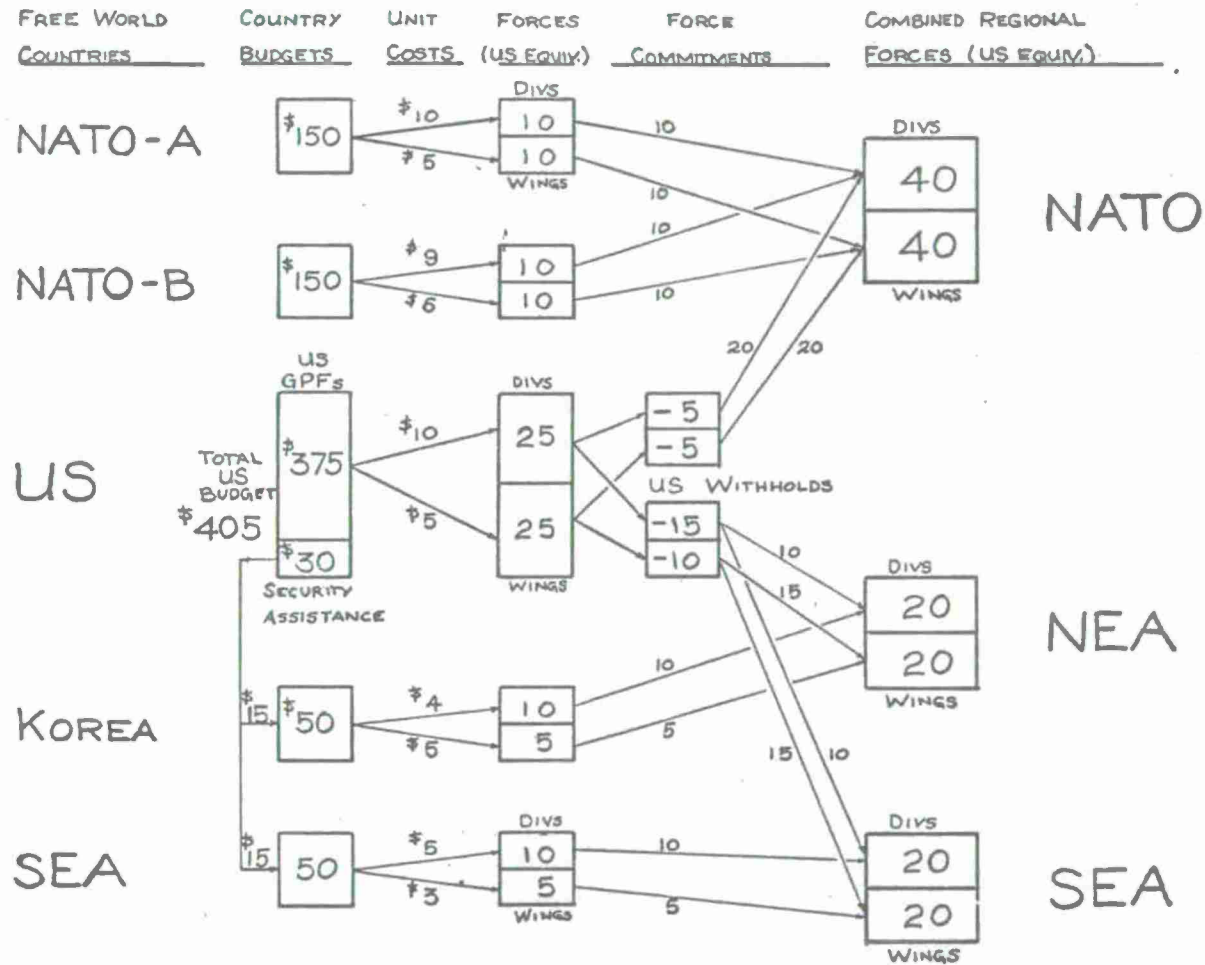 FREE WORLD COUNTRIES
COUNTRY BUDGETS
UNIT COSTS
FORCES (US EQUIV.)
FORCE COMMITMENTS
COMBINED REGIONAL FORCES (US EQUIV.)
NATO-A
$150
$10
$5
DIVS
10
10
WINGS
10
10
NATO-B
$150
$9
$6
10
10
10
10
DIVS
40
40
WINGS
NATO
US
TOTAL US BUDGET
$405
US GPFs
$375
$30
SECURITY ASSISTANCE
$10
$5
DIVS
25
25
WINGS
-5
-5
20
20
US WITHHOLDS
-15
-10
10
15
10
15
DIVS
20
20
WINGS
NEA
KOREA
$15
$50
$4
$5
10
5
10
5
SEA
$15
50
$5
$3
DIVS
10
5
WINGS
10
5
DIVS
20
20
WINGS
SEA